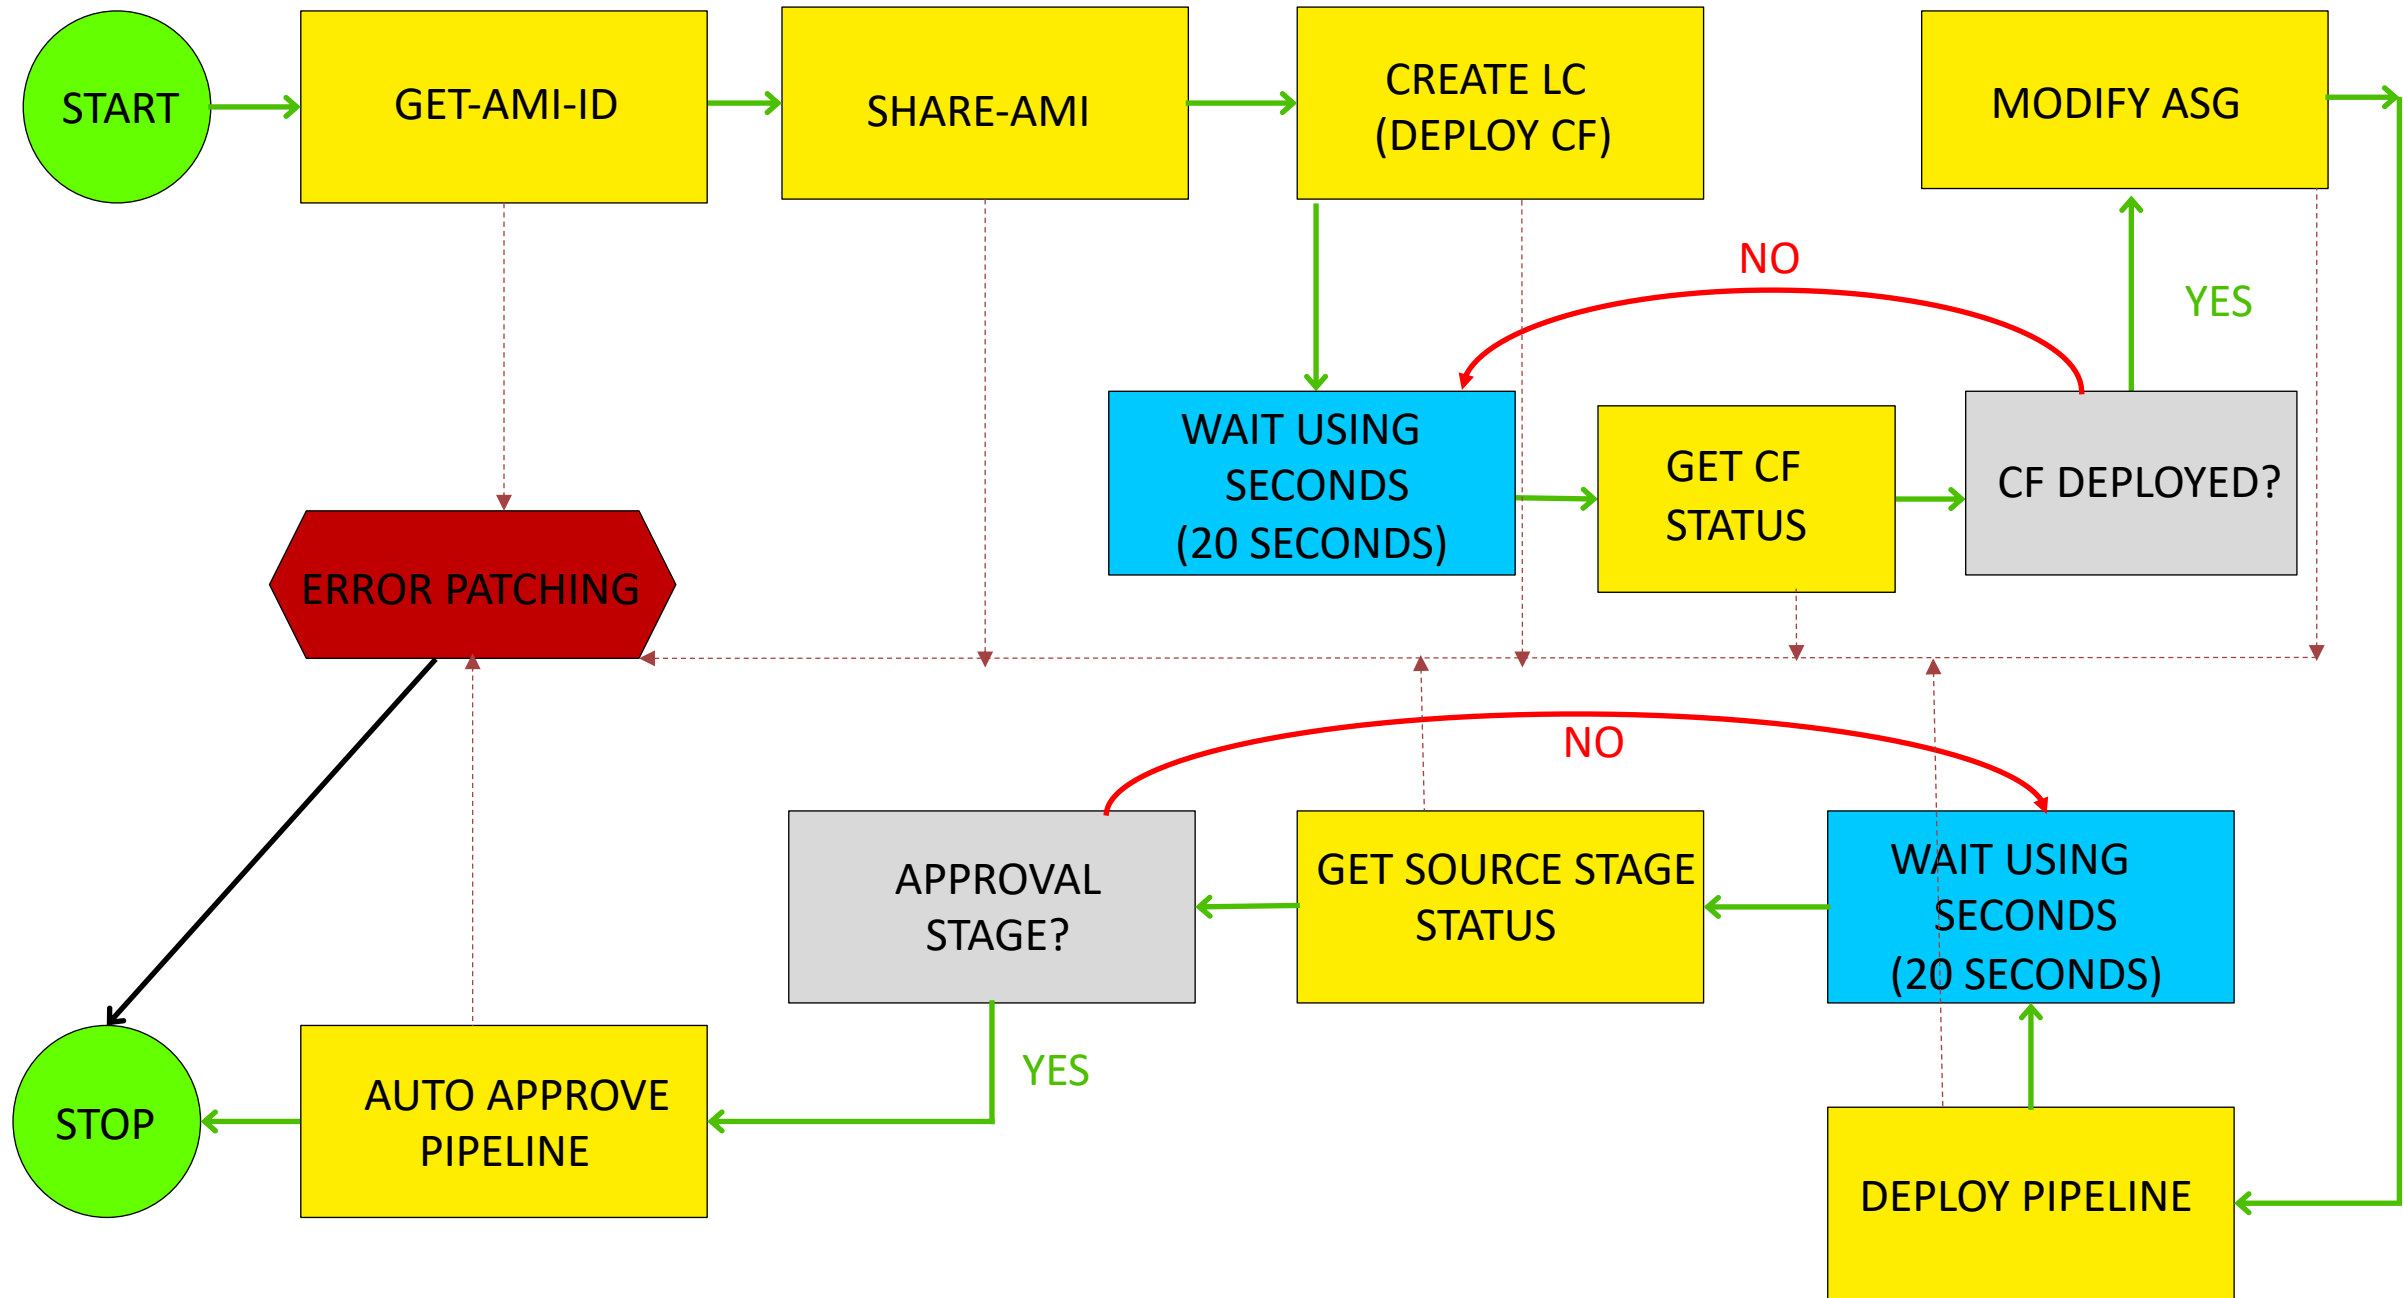 START
GET-AMI-ID
SHARE-AMI
CREATE LC
(DEPLOY CF)
MODIFY ASG
NO
YES
WAIT USING
SECONDS
(20 SECONDS)
GET CF
STATUS
CF DEPLOYED?
ERROR PATCHING
NO
APPROVAL
STAGE?
GET SOURCE STAGE
STATUS
WAIT USING
SECONDS
(20 SECONDS)
YES
STOP
AUTO APPROVE
PIPELINE
DEPLOY PIPELINE